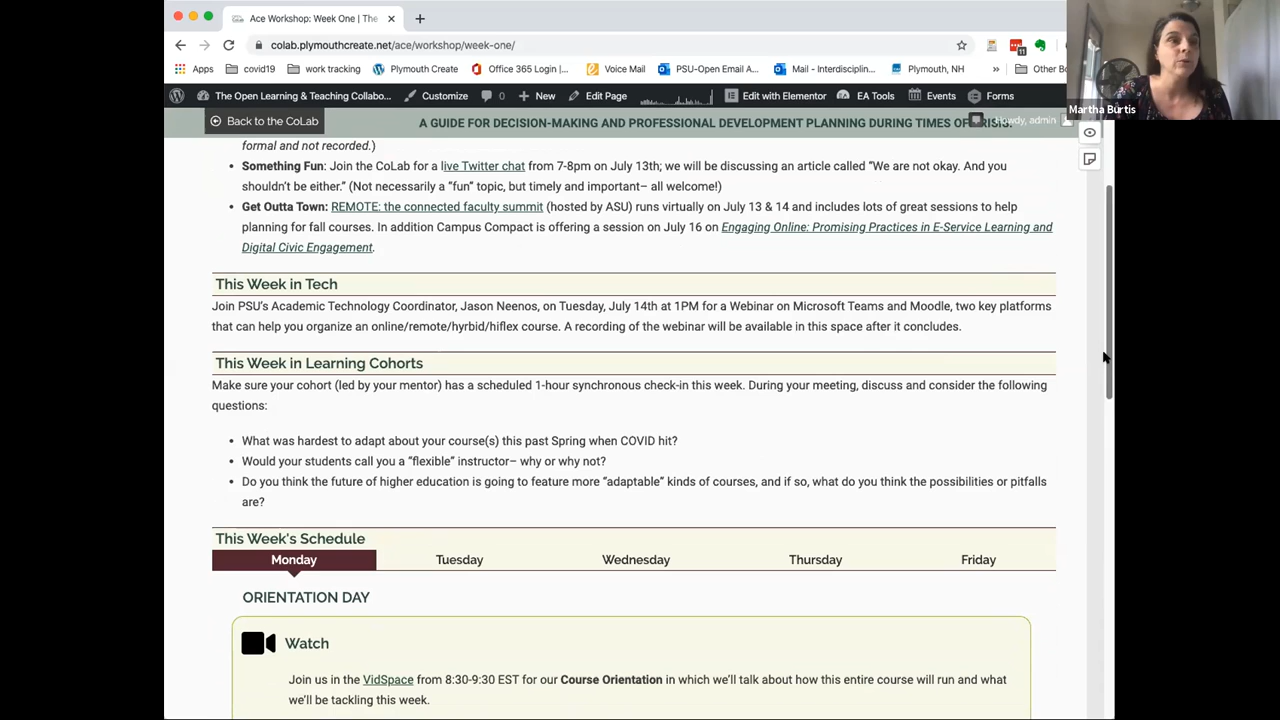 Ace Workshop: Week One | The
colab.plymouthcreate.net/ace/workshop/week-one/
11
Apps covid19 work tracking Plymouth Create Office 365 Login |... Voice Mail PSU-Open Email A... Mail - Interdisciplin... Plymouth, NH » Other Bo
The Open Learning & Teaching Collabo... Customize 0 New Edit Page Edit with Elementor EA Tools Events Forms
Martha Burtis
Back to the CoLab
A GUIDE FOR DECISION-MAKING AND PROFESSIONAL DEVELOPMENT PLANNING DURING TIMES OF CRISIS.
Howdy, admin
formal and not recorded.)
• Something Fun: Join the CoLab for a live Twitter chat from 7-8pm on July 13th; we will be discussing an article called “We are not okay. And you
shouldn’t be either.” (Not necessarily a “fun” topic, but timely and important– all welcome!)
• Get Outta Town: REMOTE: the connected faculty summit (hosted by ASU) runs virtually on July 13 & 14 and includes lots of great sessions to help
planning for fall courses. In addition Campus Compact is offering a session on July 16 on Engaging Online: Promising Practices in E-Service Learning and
Digital Civic Engagement.
This Week in Tech
Join PSU’s Academic Technology Coordinator, Jason Neenos, on Tuesday, July 14th at 1PM for a Webinar on Microsoft Teams and Moodle, two key platforms
that can help you organize an online/remote/hyrbid/hiflex course. A recording of the webinar will be available in this space after it concludes.
This Week in Learning Cohorts
Make sure your cohort (led by your mentor) has a scheduled 1-hour synchronous check-in this week. During your meeting, discuss and consider the following
questions:
• What was hardest to adapt about your course(s) this past Spring when COVID hit?
• Would your students call you a “flexible” instructor– why or why not?
• Do you think the future of higher education is going to feature more “adaptable” kinds of courses, and if so, what do you think the possibilities or pitfalls
are?
This Week's Schedule
Monday Tuesday Wednesday Thursday Friday
ORIENTATION DAY
Watch
Join us in the VidSpace from 8:30-9:30 EST for our Course Orientation in which we’ll talk about how this entire course will run and what
we’ll be tackling this week.